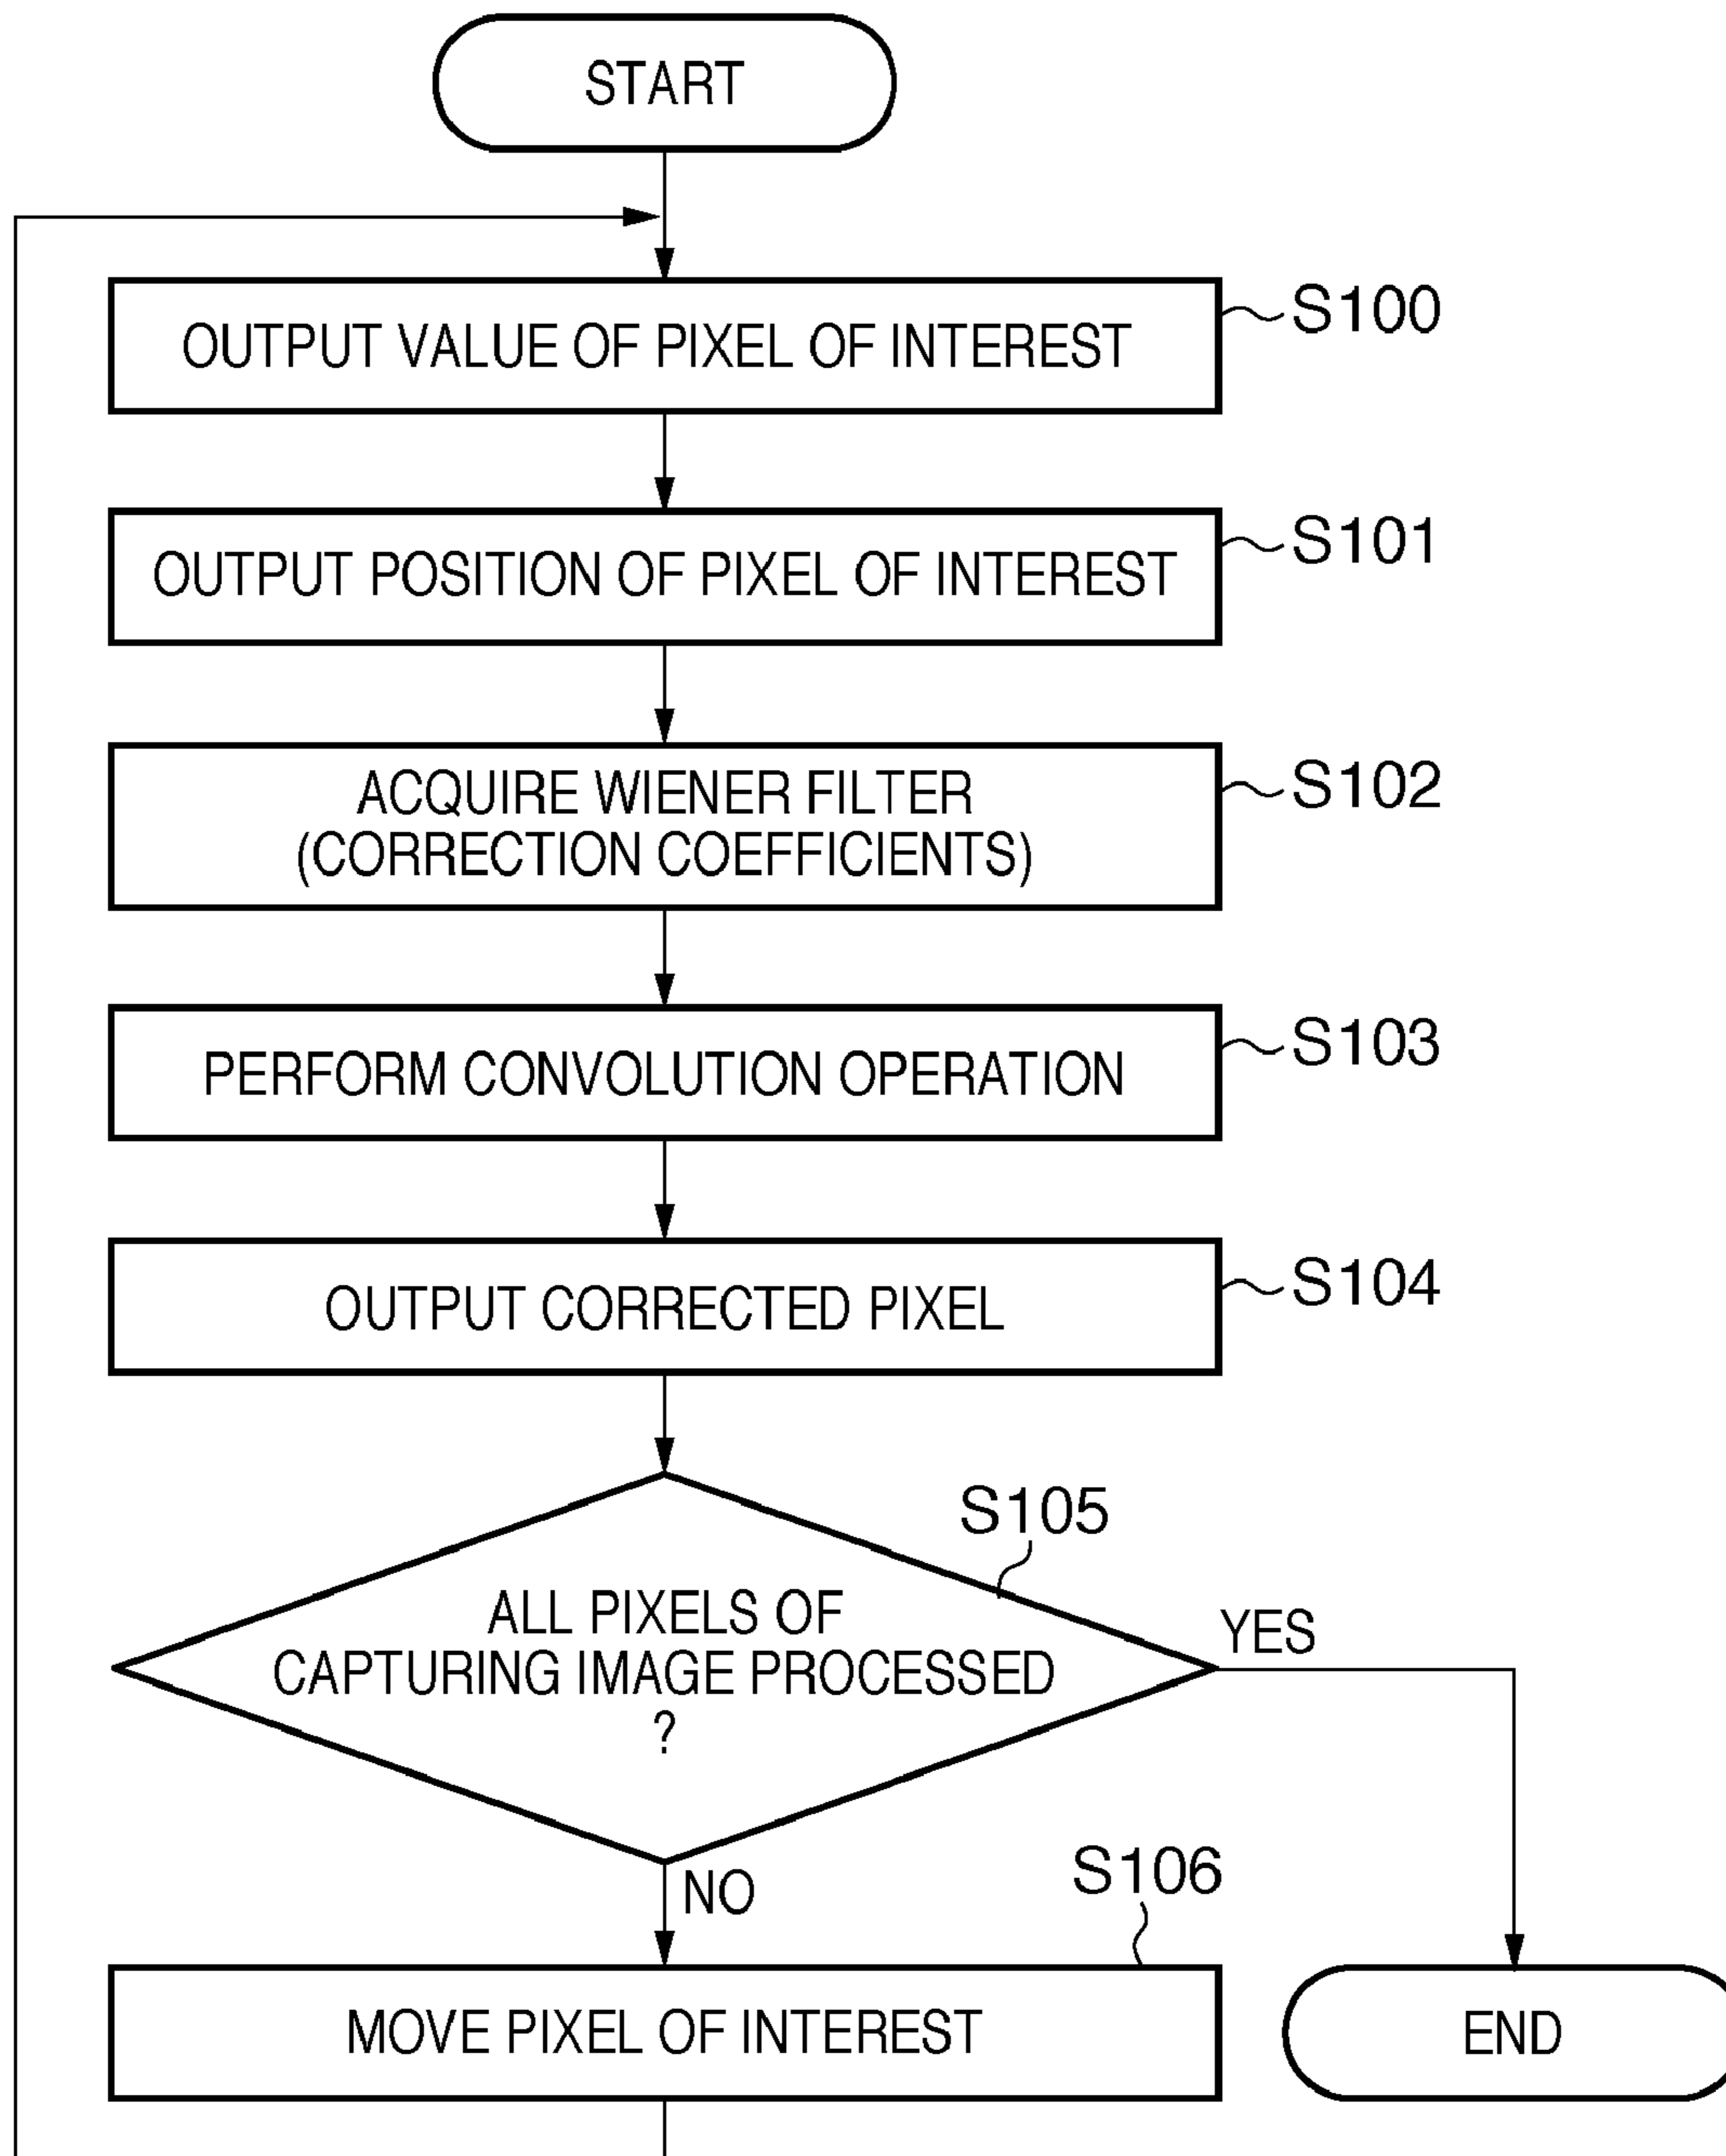 START
OUTPUT VALUE OF PIXEL OF INTEREST
S100
OUTPUT POSITION OF PIXEL OF INTEREST
S101
ACQUIRE WIENER FILTER
(CORRECTION COEFFICIENTS)
S102
PERFORM CONVOLUTION OPERATION
S103
OUTPUT CORRECTED PIXEL
S104
S105
ALL PIXELS OF
CAPTURING IMAGE PROCESSED
?
YES
NO
S106
MOVE PIXEL OF INTEREST
END